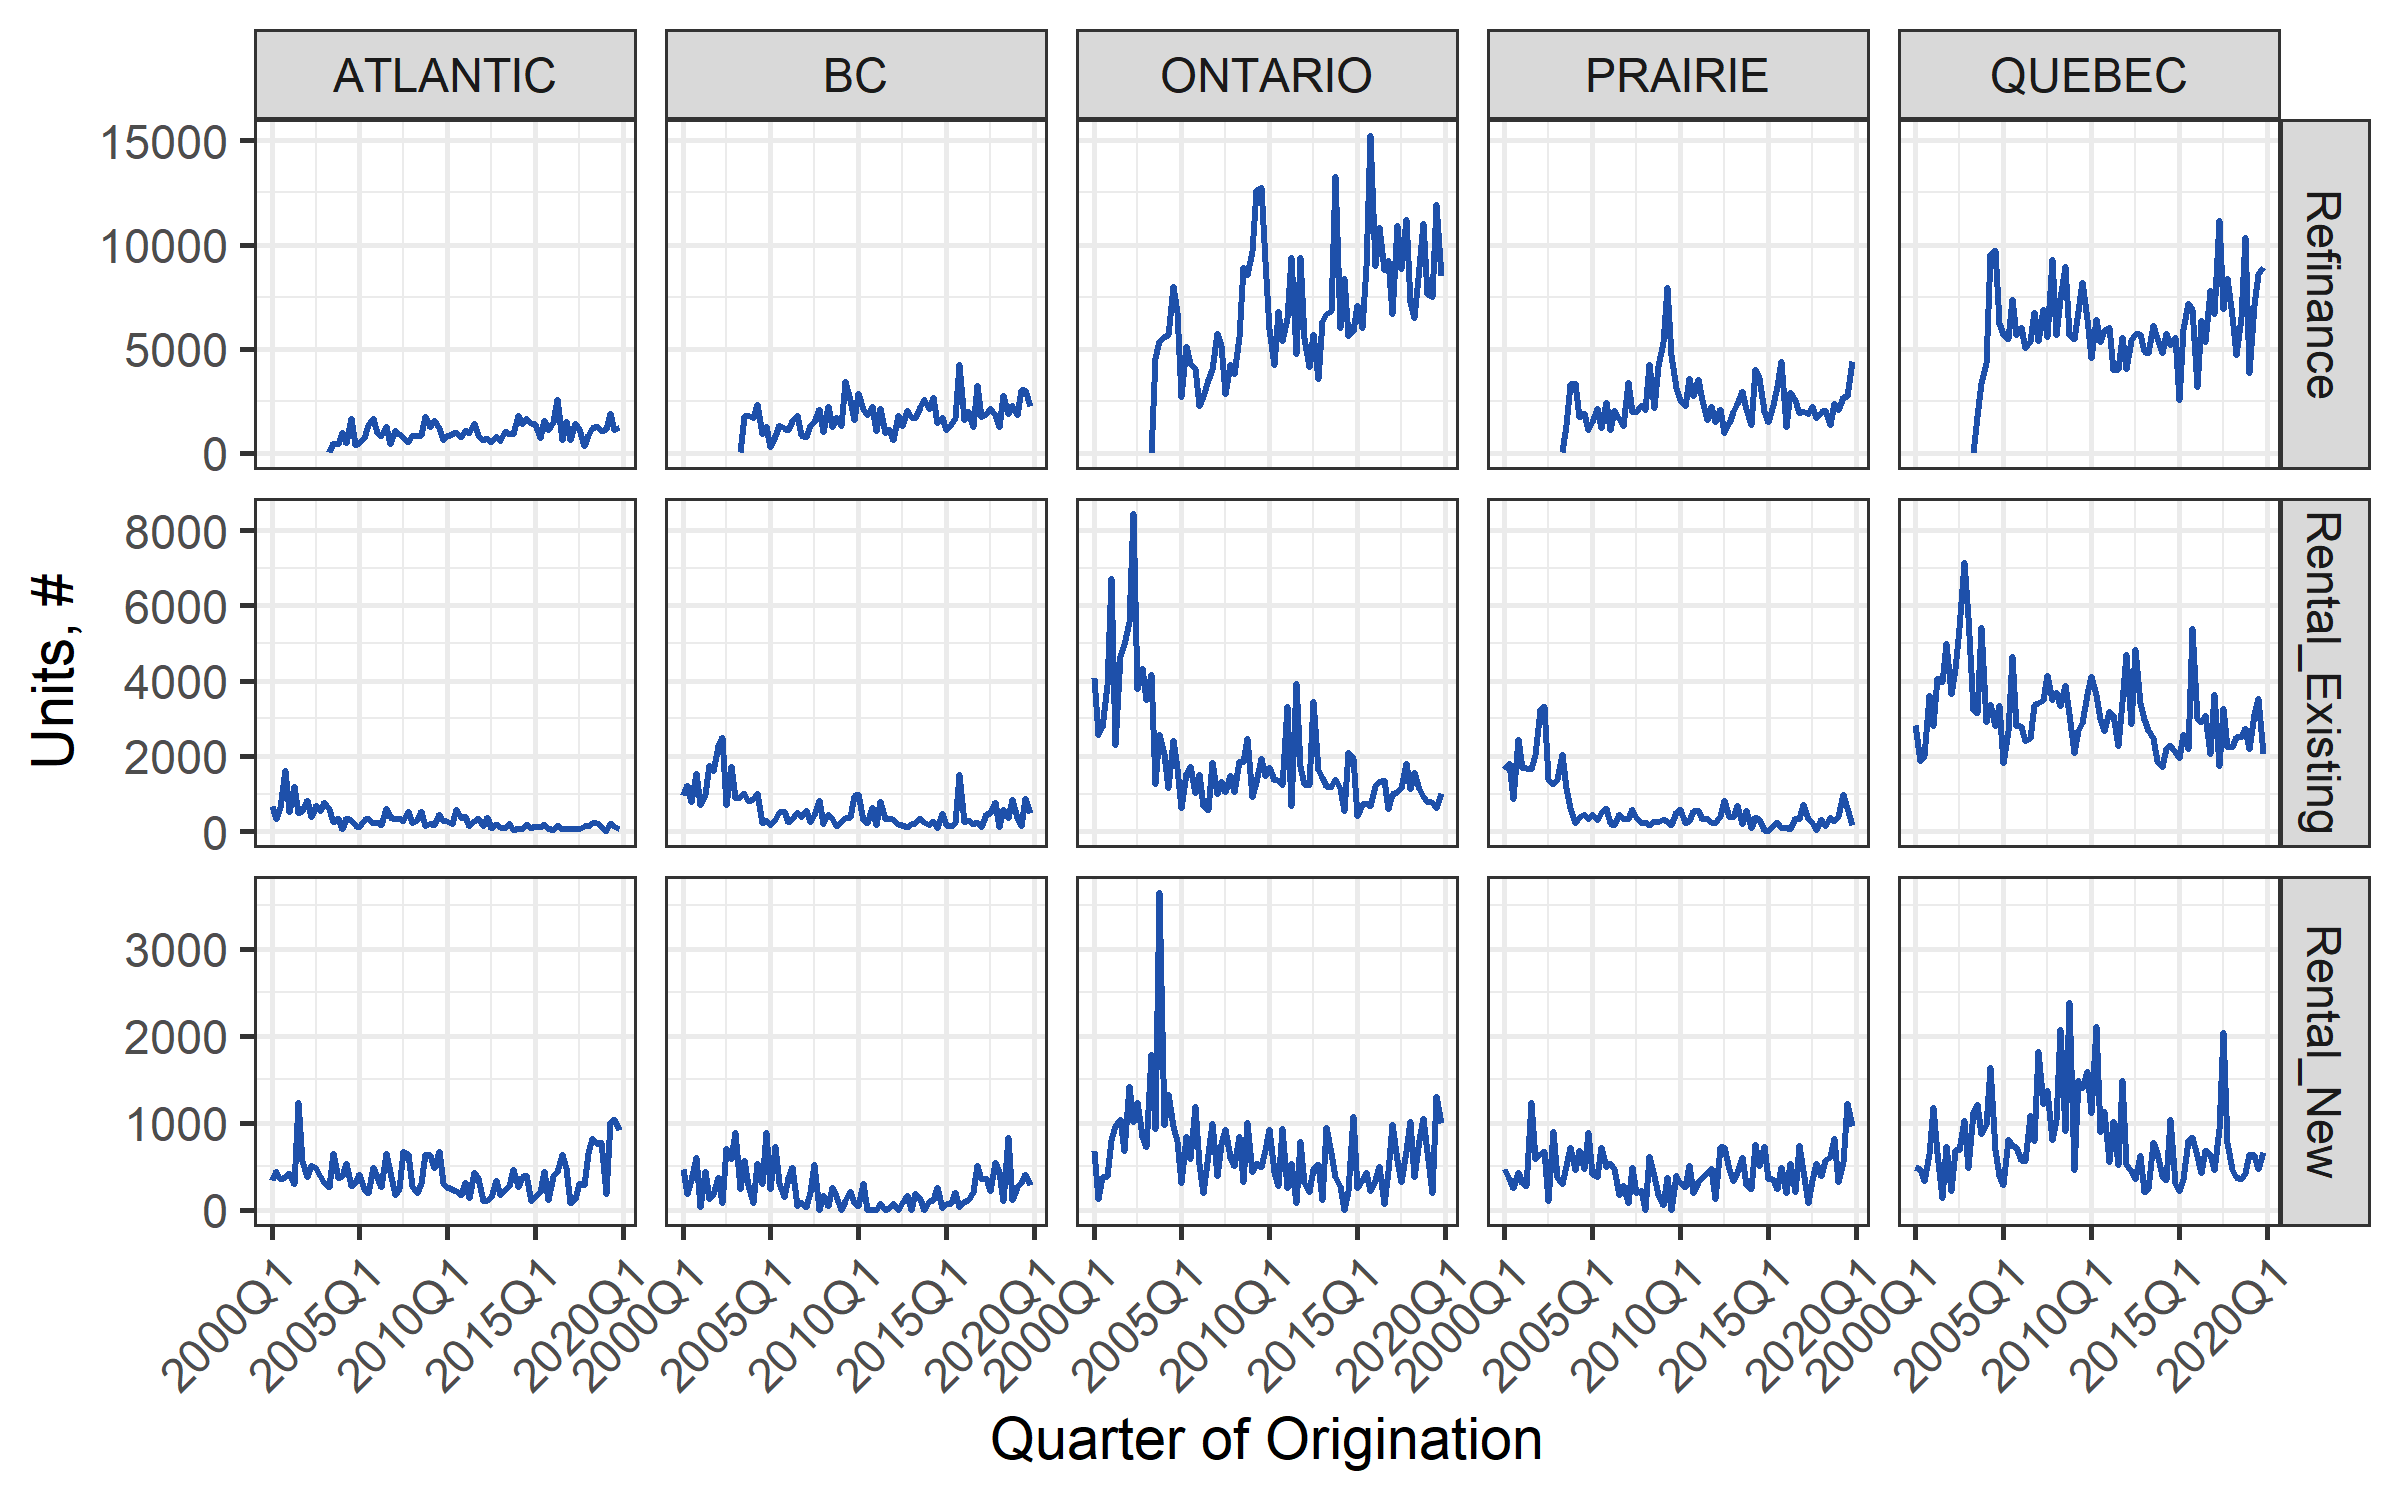 ATLANTIC
BC
ONTARIO
PRAIRIE
QUEBEC
15000
10000
5000
0
Refinance
8000
6000
4000
2000
0
Rental_Existing
3000
2000
1000
0
Rental_New
Units, #
2000Q1
2005Q1
2010Q1
2015Q1
2020Q1
2000Q1
2005Q1
2010Q1
2015Q1
2020Q1
2000Q1
2005Q1
2010Q1
2015Q1
2020Q1
2000Q1
2005Q1
2010Q1
2015Q1
2020Q1
2000Q1
2005Q1
2010Q1
2015Q1
2020Q1
Quarter of Origination